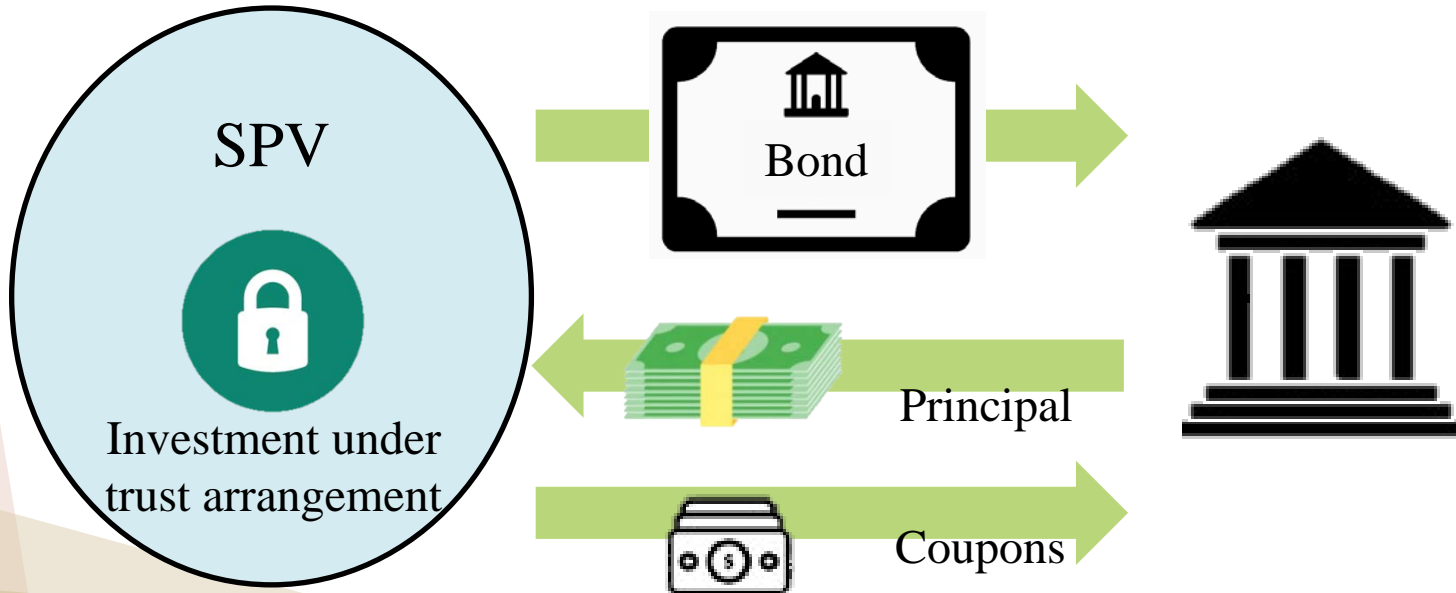 SPV
Investment under
trust arrangement
Bond
Principal
$
Coupons